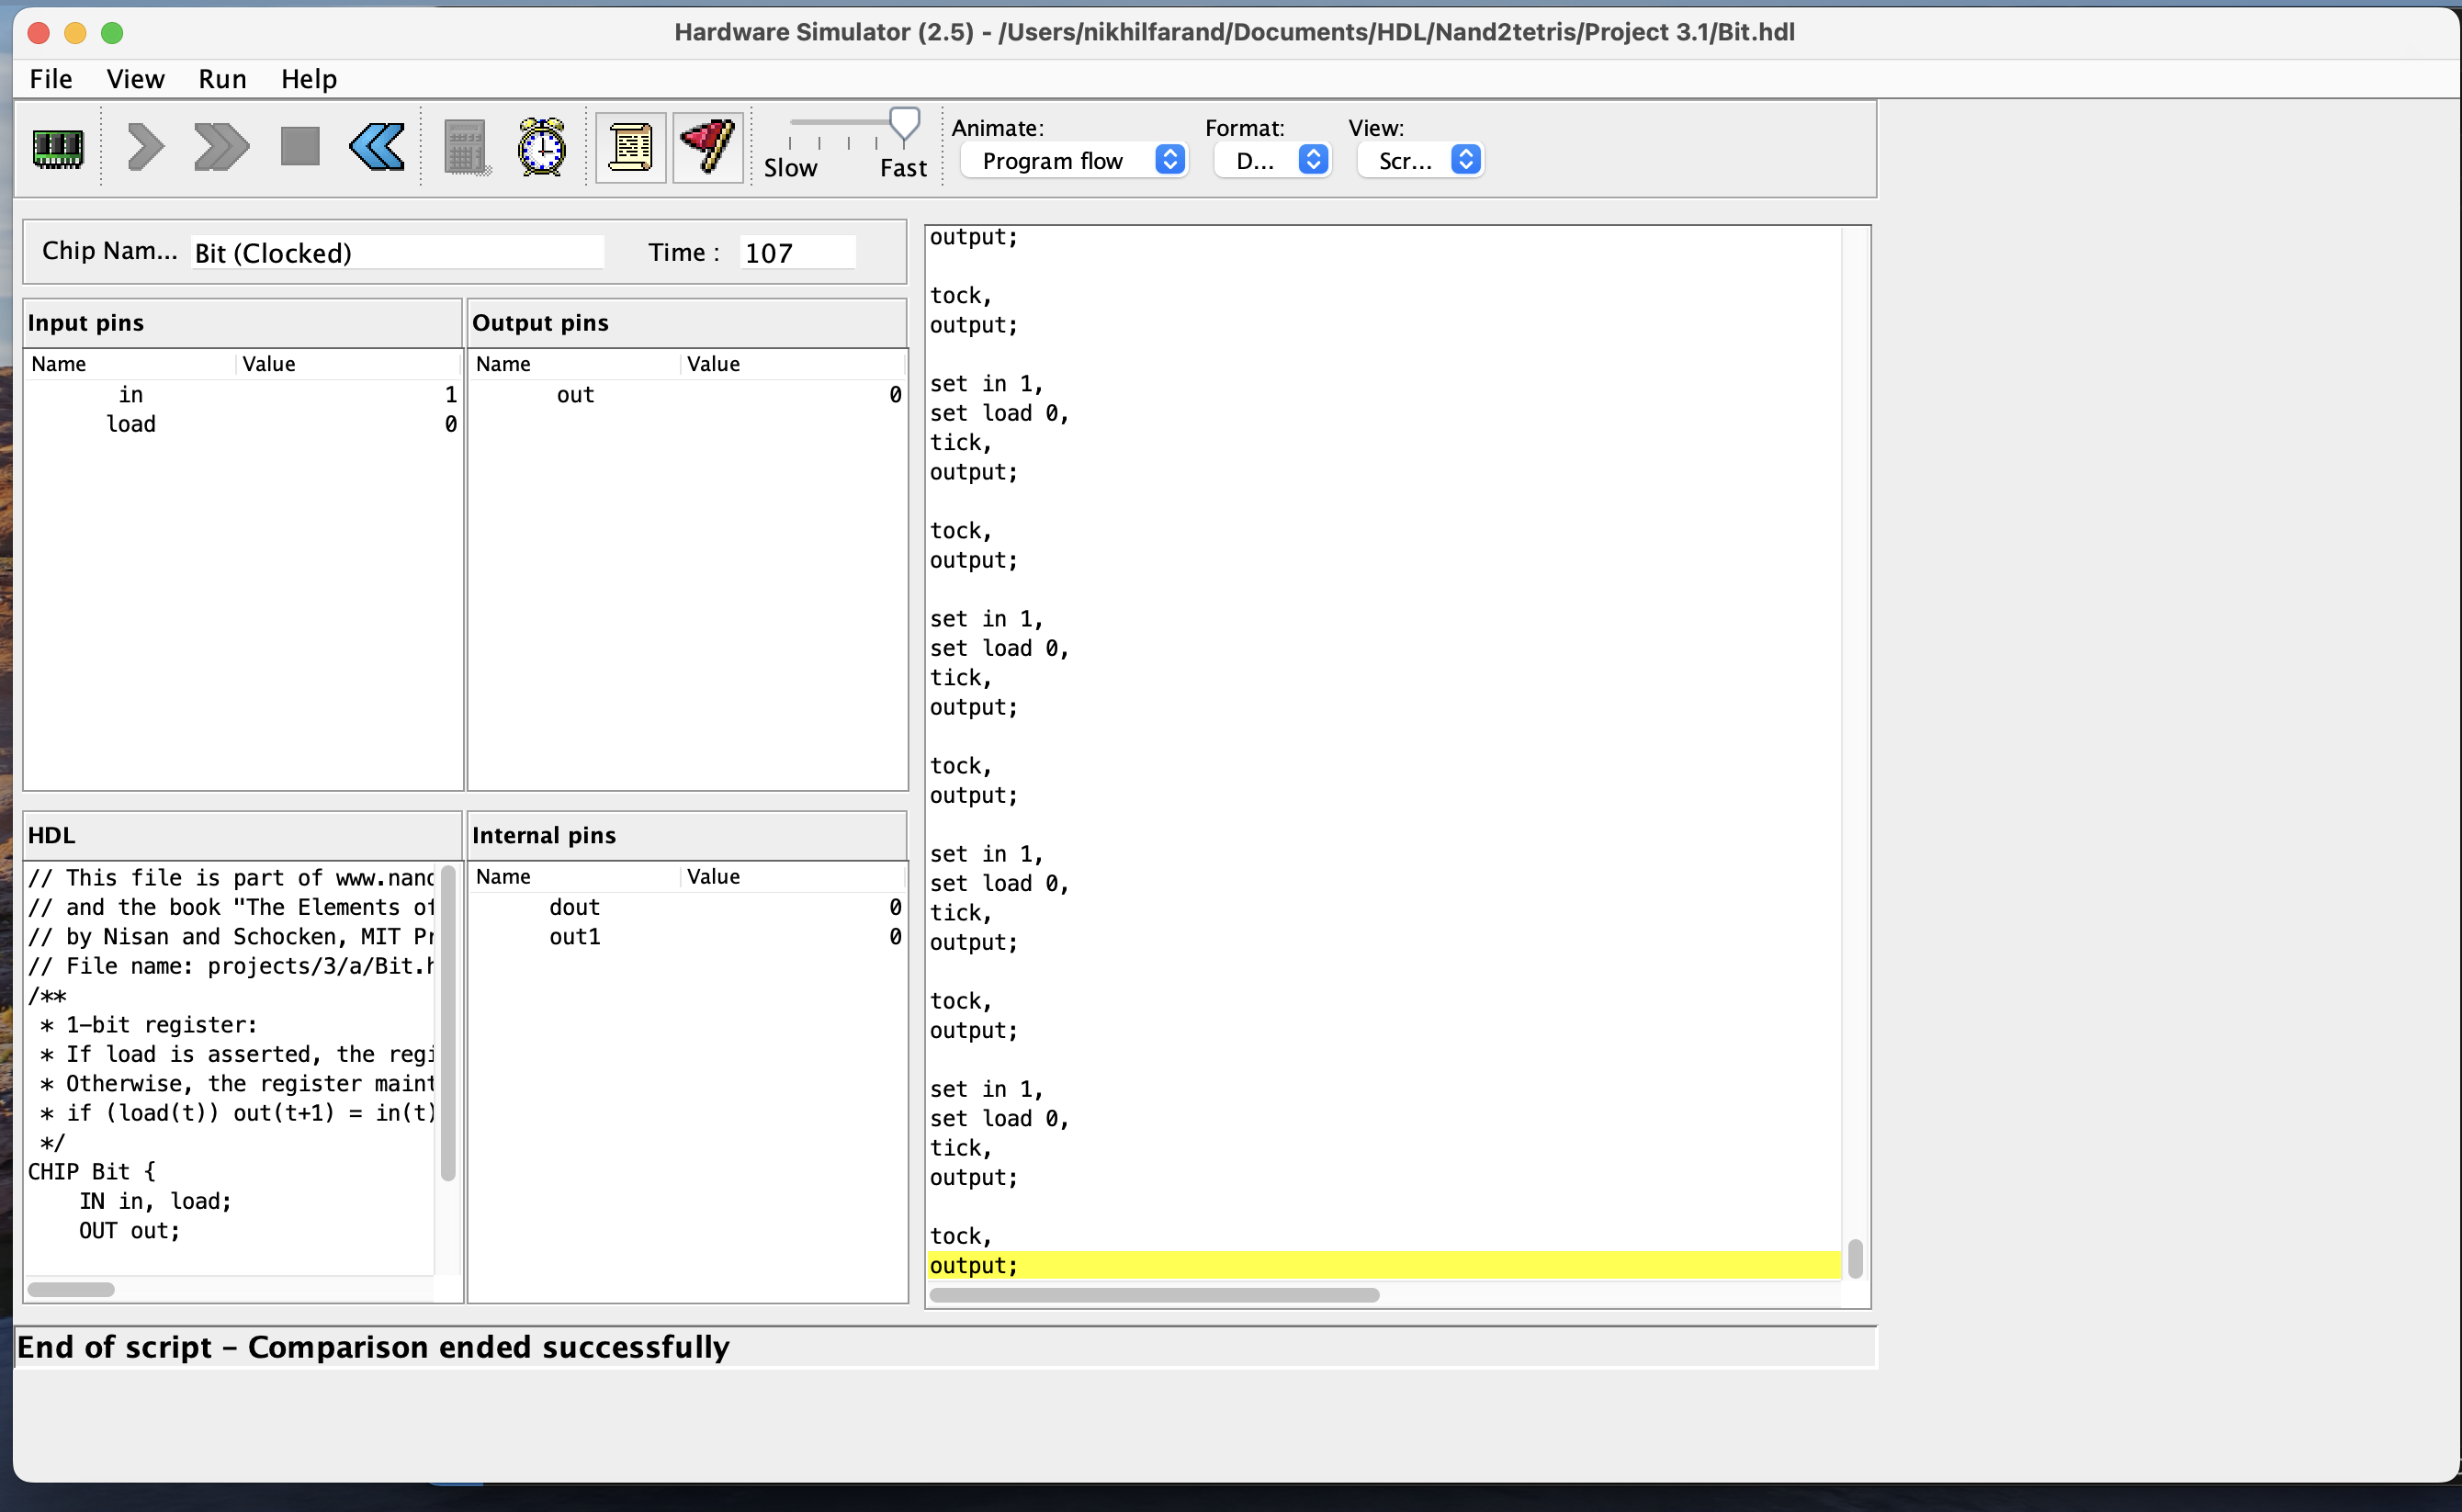 Hardware Simulator (2.5) - /Users/nikhilfarand/Documents/HDL/Nand2tetris/Project 3.1/Bit.hdl
File View Run Help
Slow Fast
Animate: Format: View:
Program flow D... Scr...
Chip Nam... Bit (Clocked) Time : 107
Input pins
Name Value
in 1
load 0
Output pins
Name Value
out 0
HDL
// This file is part of www.nand
// and the book "The Elements of
// by Nisan and Schocken, MIT Pr
// File name: projects/3/a/Bit.h
/**
* 1-bit register:
* If load is asserted, the regi
* Otherwise, the register maint
* if (load(t)) out(t+1) = in(t)
*/
CHIP Bit {
IN in, load;
OUT out;
Internal pins
Name Value
dout 0
out1 0
output;
tock,
output;
set in 1,
set load 0,
tick,
output;
tock,
output;
set in 1,
set load 0,
tick,
output;
tock,
output;
set in 1,
set load 0,
tick,
output;
tock,
output;
set in 1,
set load 0,
tick,
output;
tock,
output;
End of script - Comparison ended successfully